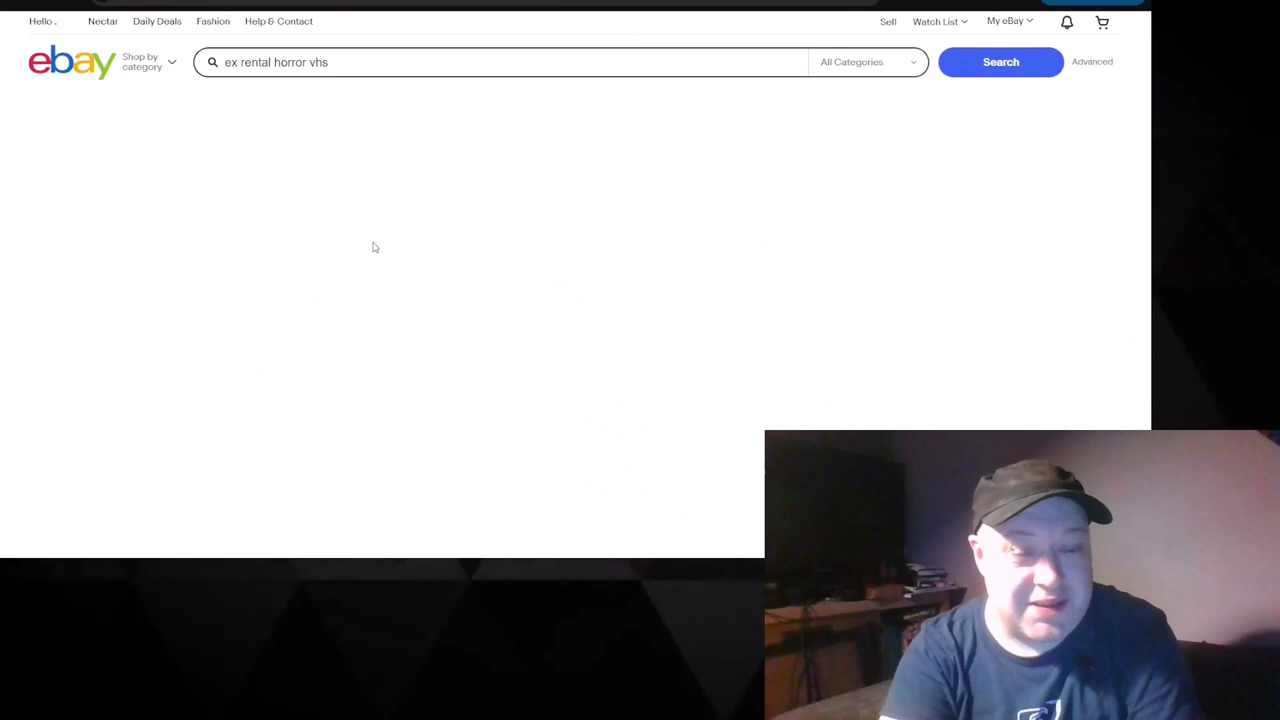 Hello .
Nectar
Daily Deals
Fashion
Help & Contact
Sell
Watch List
My eBay
ebay
Shop by
category
ex rental horror vhs
All Categories
Search
Advanced